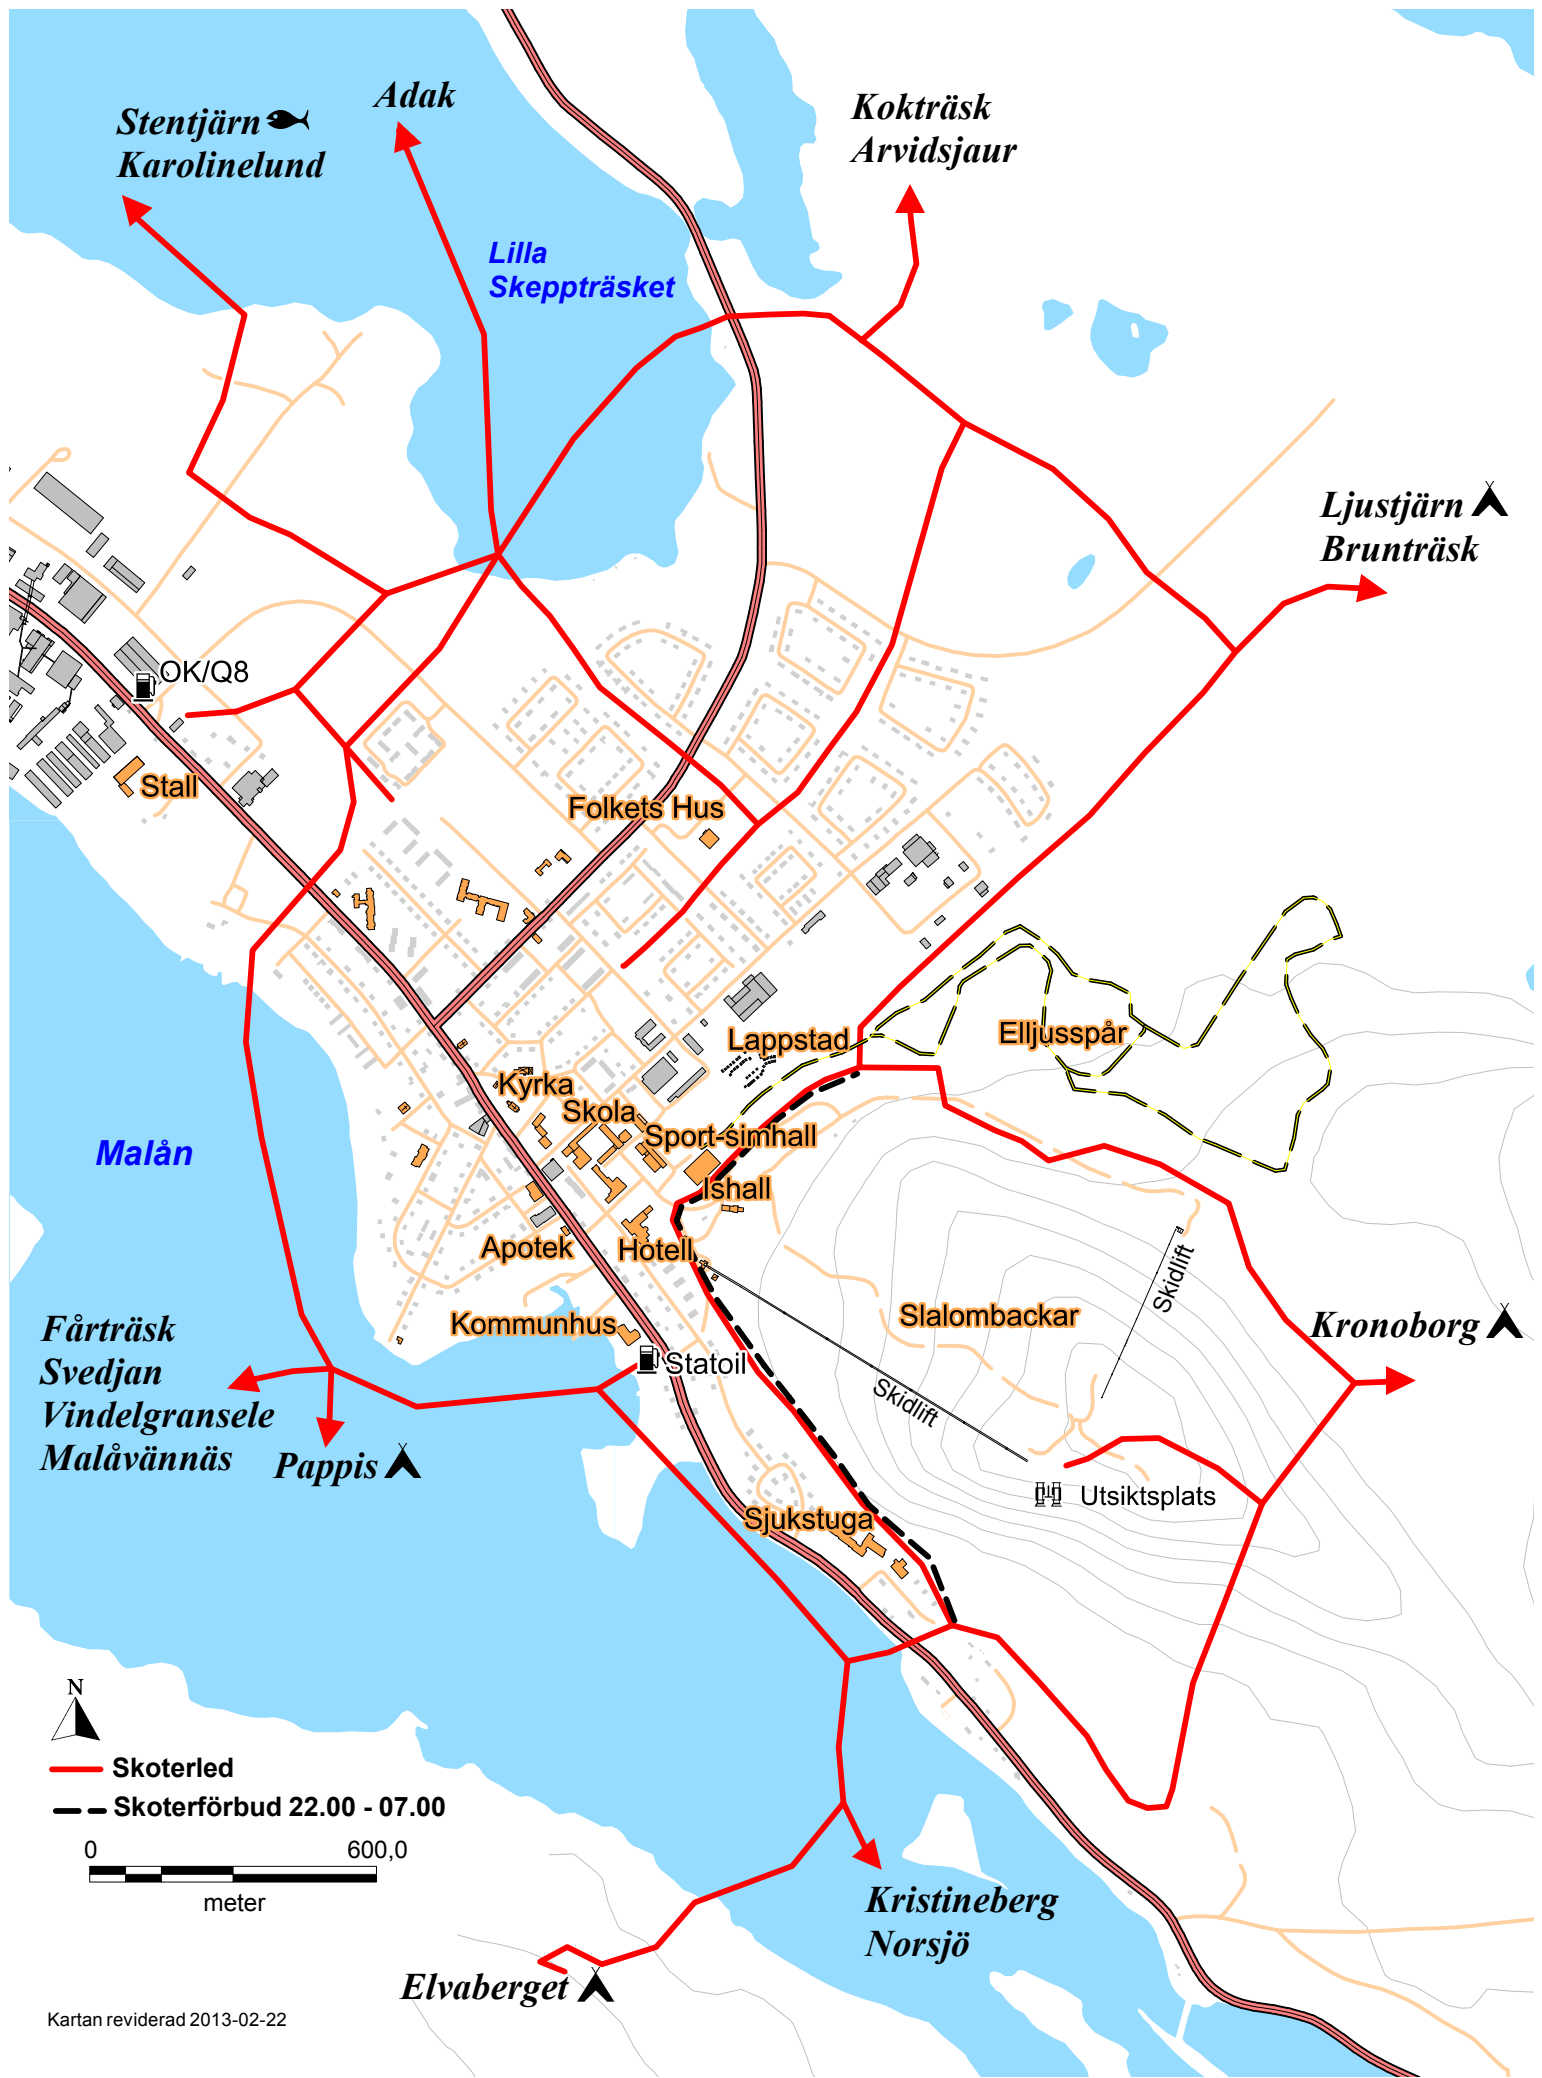 Adak
Stentjärn
Karolinelund
Kokträsk
Arvidsjaur
Lilla
Skeppträsket
Ljustjärn
Brunträsk
OK/Q8
Stall
Folkets Hus
Lappstad
Elljusspår
Kyrka
Skola
Sport-simhall
Malån
Ishall
Apotek
Hotell
Skidlift
Slalombackar
Kommunhus
Fårträsk
Svedjan
Vindelgransele
Malåvännäs
Kronoborg
Statoil
Skidlift
Pappis
Utsiktsplats
Sjukstuga
N
Skoterled
Skoterförbud 22.00 - 07.00
0 600,0
meter
Kristineberg
Norsjö
Elvaberget
Kartan reviderad 2013-02-22